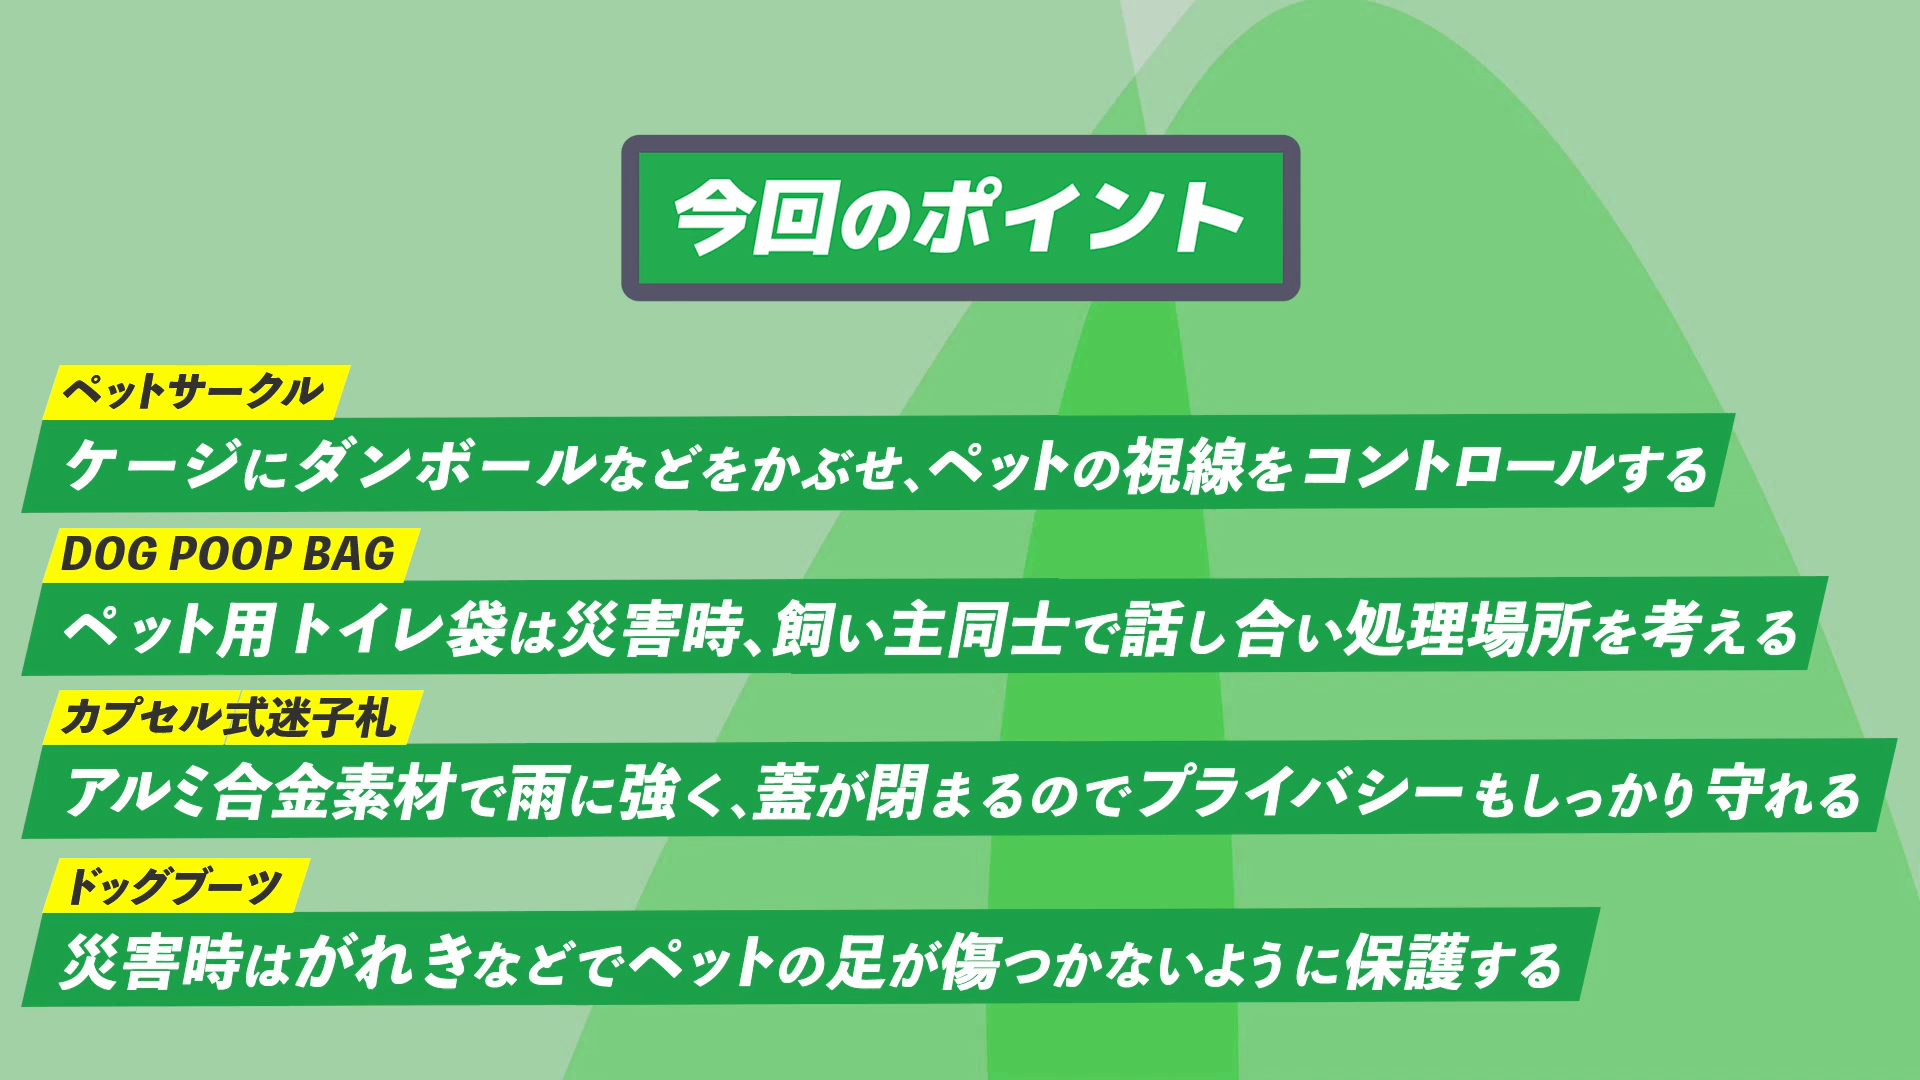 今回のポイント
ペットサークル
ケージにダンボールなどをかぶせ、ペットの視線をコントロールする
DOG POOP BAG
ペット用トイレ袋は災害時、飼い主同士で話し合い処理場所を考える
カプセル式迷子札
アルミ合金素材で雨に強く、蓋が閉まるのでプライバシーもしっかり守れる
ドッグブーツ
災害時はがれきなどでペットの足が傷つかないように保護する